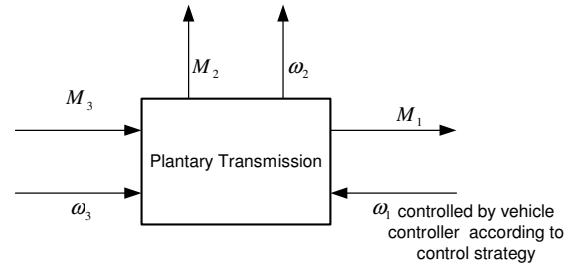 M2
ω2
M3
M1
Plantary Transmission
ω3
ω1 controlled by vehicle
controller according to
control strategy